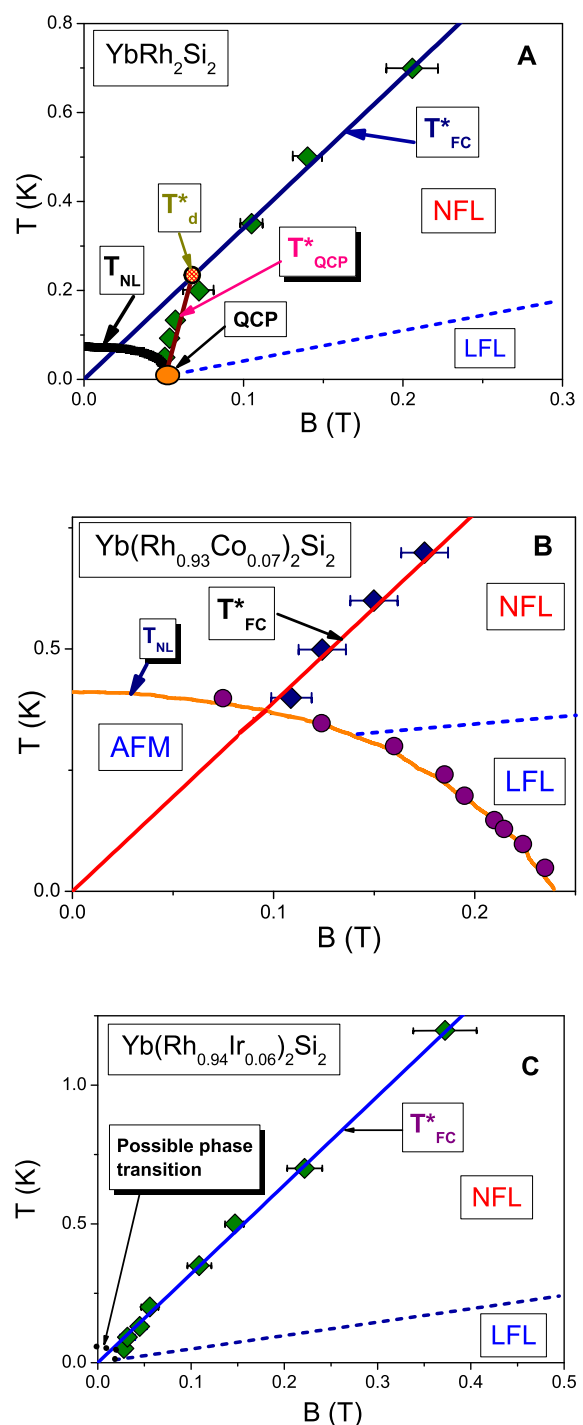 YbRh₂Si₂
A
T*FC
T*d
NFL
T*QCP
TNL
QCP
LFL
T (K)
0.8
0.6
0.4
0.2
0.0
0.0 0.1 0.2 0.3
B (T)
Yb(Rh₀.₉₃Co₀.₀₇)₂Si₂
B
T*FC
NFL
TNL
AFM
LFL
T (K)
0.5
0.0
0.0 0.1 0.2
B (T)
Yb(Rh₀.₉₄Ir₀.₀₆)₂Si₂
C
T*FC
Possible phase
transition
NFL
LFL
T (K)
1.0
0.5
0.0
0.0 0.1 0.2 0.3 0.4 0.5
B (T)